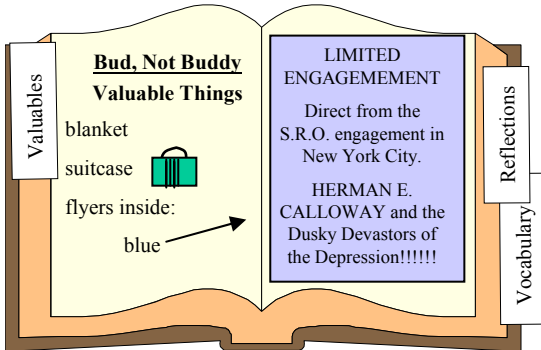 Valuables
Bud, Not Buddy
Valuable Things
blanket
suitcase
flyers inside:
blue
LIMITED
ENGAGEMEMENT
Direct from the
S.R.O. engagement in
New York City.
HERMAN E.
CALLOWAY and the
Dusky Devastors of
the Depression!!!!!!
Reflections
Vocabulary